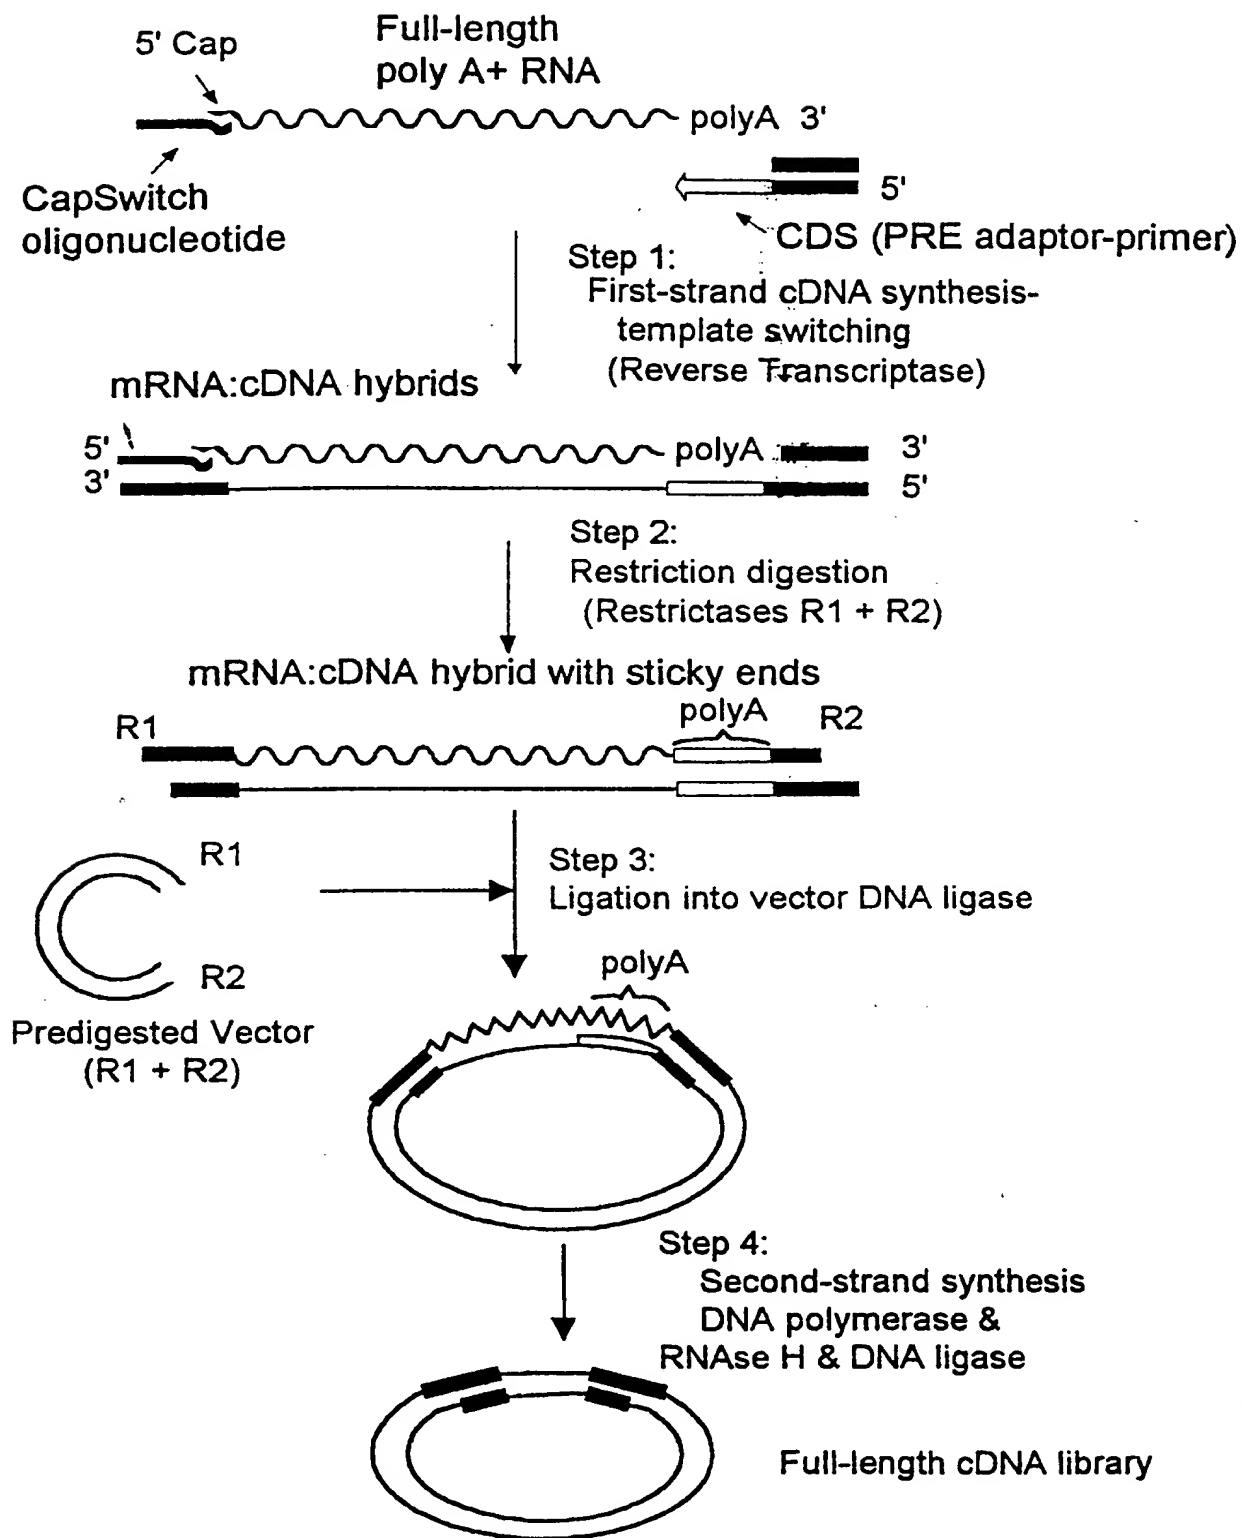 Full-length
5' Cap
poly A+ RNA
polyA 3'
5'
CapSwitch
oligonucleotide
CDS (PRE adaptor-primer)
Step 1:
First-strand cDNA synthesis-
template switching
(Reverse Transcriptase)
mRNA:cDNA hybrids
5'
polyA
3'
3'
5'
Step 2:
Restriction digestion
(Restrictases R1 + R2)
mRNA:cDNA hybrid with sticky ends
R1
polyA
R2
R1
Step 3:
Ligation into vector DNA ligase
R2
polyA
Predigested Vector
(R1 + R2)
Step 4:
Second-strand synthesis
DNA polymerase &
RNAse H & DNA ligase
Full-length cDNA library